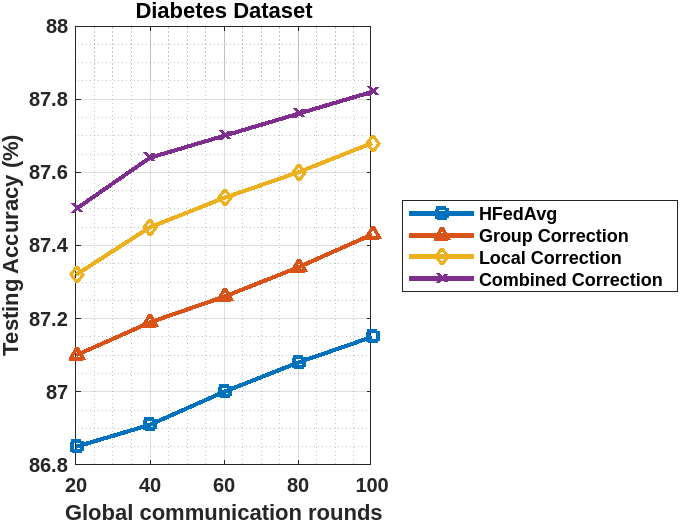 Diabetes Dataset
88
87.8
87.6
87.4
87.2
87
86.8
Testing Accuracy (%)
20 40 60 80 100
Global communication rounds
HFedAvg
Group Correction
Local Correction
Combined Correction